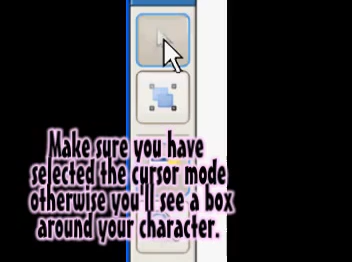 Make sure you have
selected the cursor mode
otherwise you'll see a box
around your character.